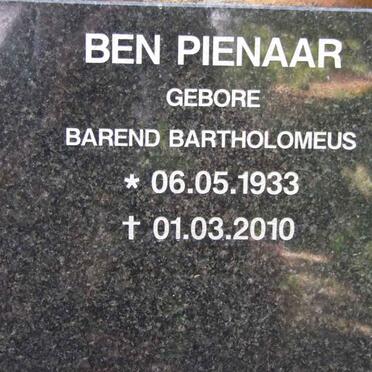 BEN PIENAAR
GEBORE
BAREND BARTHOLOMEUS
* 06.05.1933
† 01.03.2010